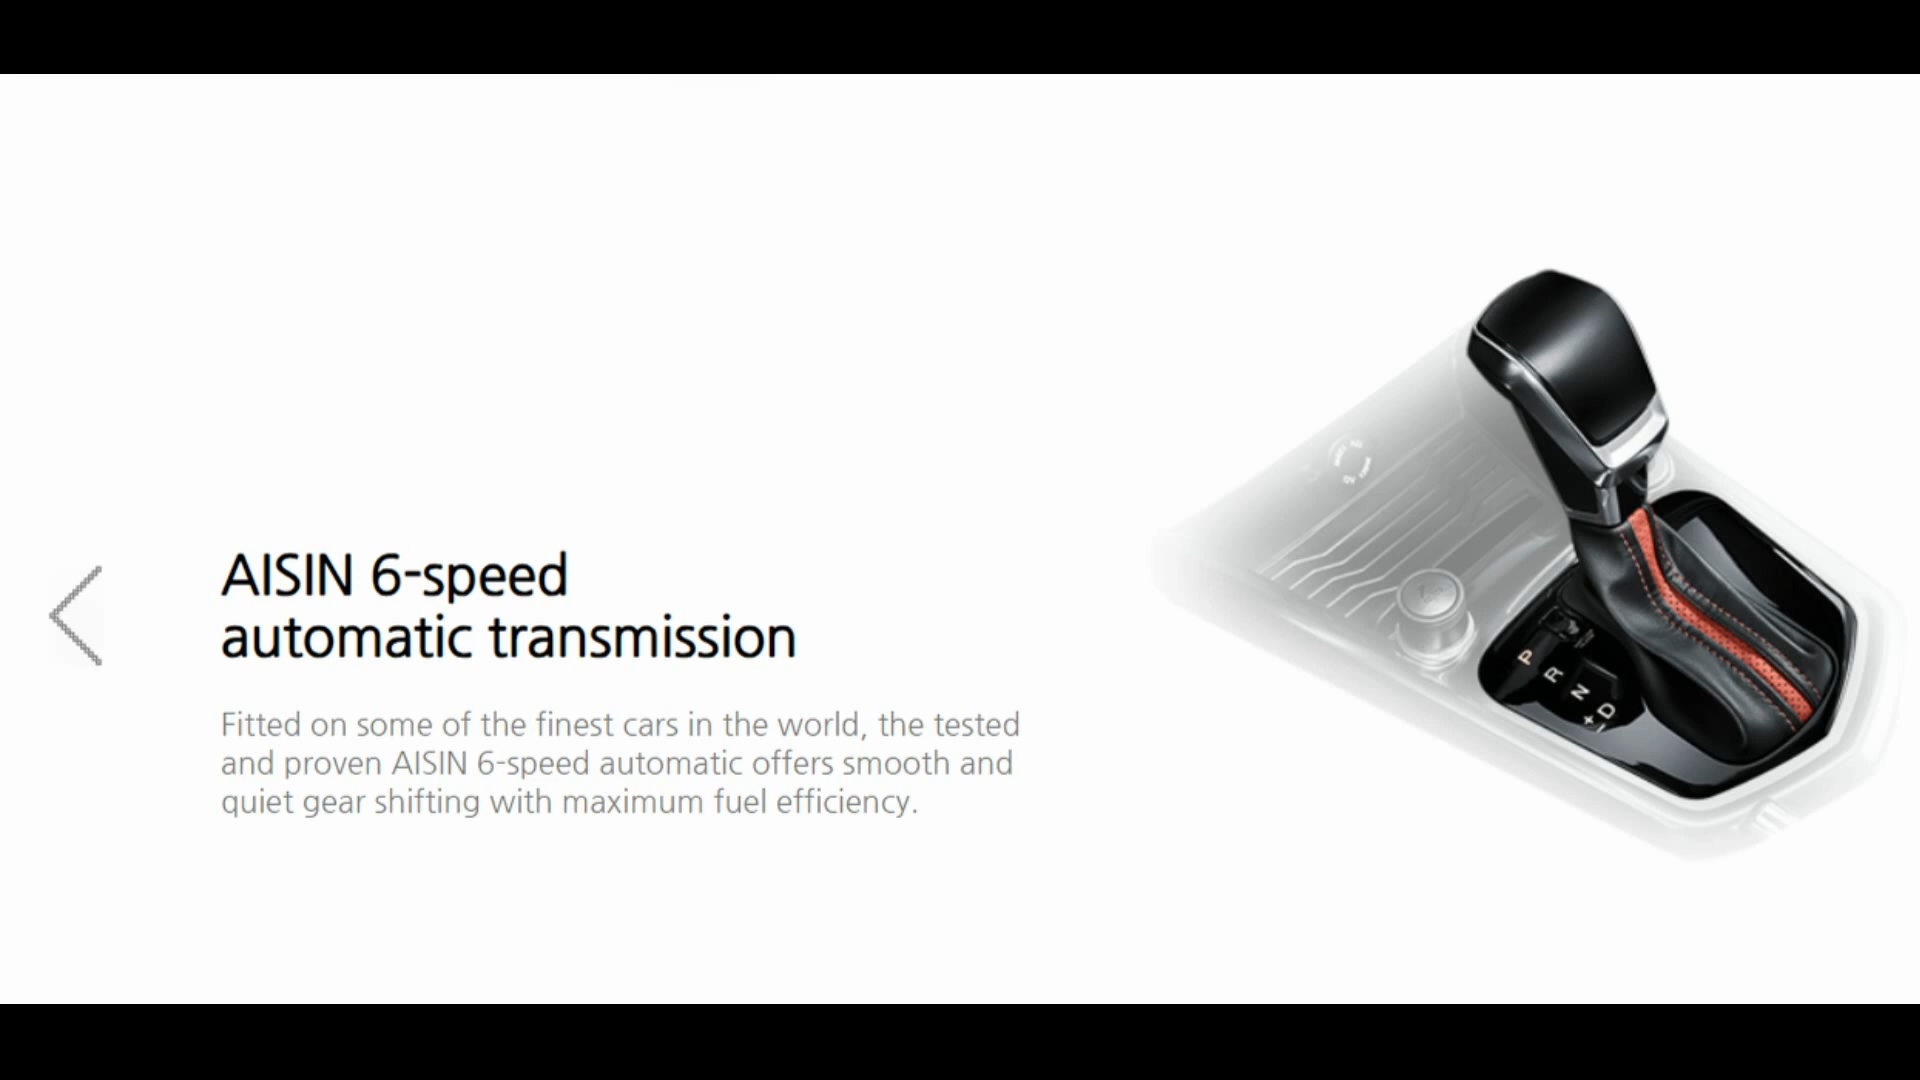 AISIN 6-speed
automatic transmission
Fitted on some of the finest cars in the world, the tested
and proven AISIN 6-speed automatic offers smooth and
quiet gear shifting with maximum fuel efficiency.
P
R
N
+ D